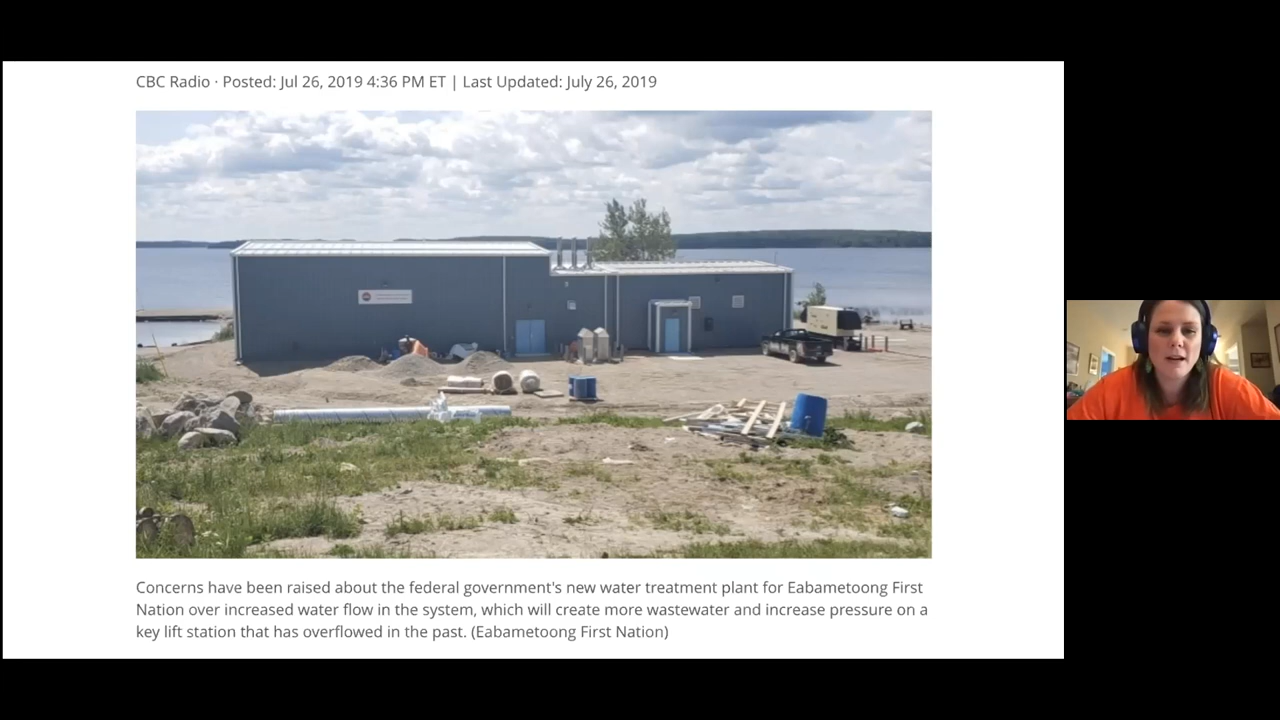 CBC Radio · Posted: Jul 26, 2019 4:36 PM ET | Last Updated: July 26, 2019
Concerns have been raised about the federal government's new water treatment plant for Eabametoong First
Nation over increased water flow in the system, which will create more wastewater and increase pressure on a
key lift station that has overflowed in the past. (Eabametoong First Nation)